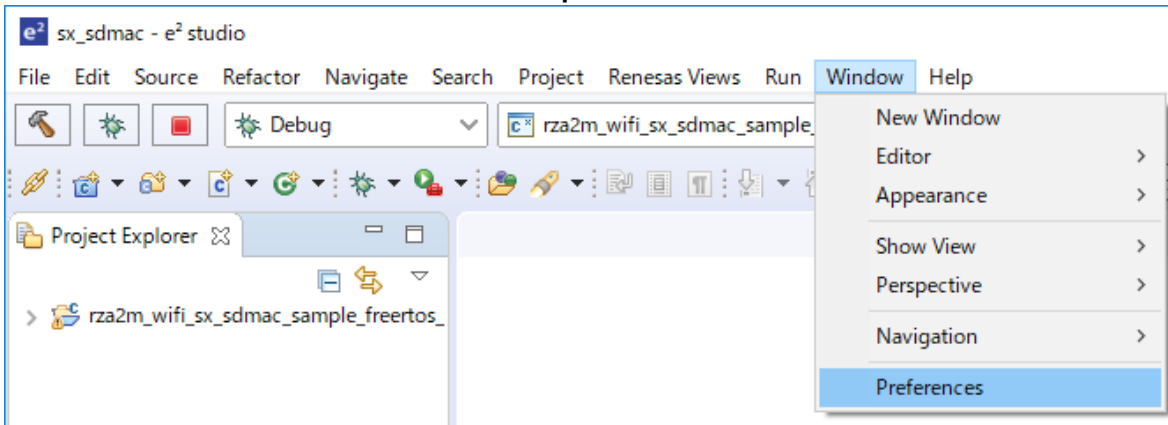 e² sx_sdmac - e² studio
File Edit Source Refactor Navigate Search Project Renesas Views Run Window Help
Debug rza2m_wifi_sx_sdmac_sample_
New Window
Editor
Appearance
Project Explorer
Show View
Perspective
rza2m_wifi_sx_sdmac_sample_freertos_
Navigation
Preferences